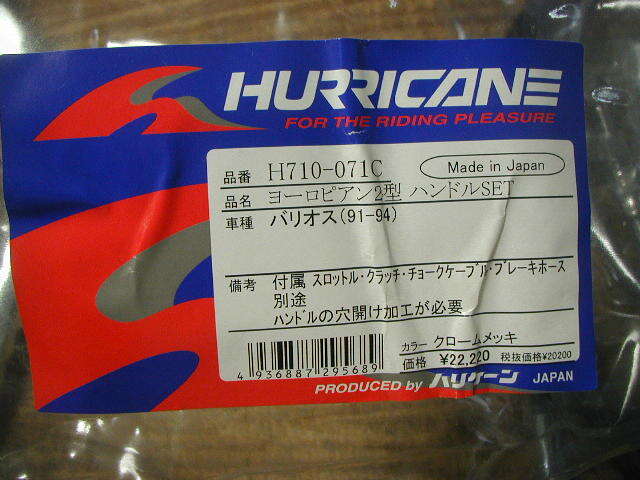 HURRICANE
FOR THE RIDING PLEASURE
品番 H710-071C Made in Japan
品名 ヨーロピアン2型 ハンドルSET
車種 バリオス(91-94)
備考 付属 スロットル・クラッチ・チョークケーブル・ブレーキホース
別途
ハンドルの穴開け加工が必要
カラー クロームメッキ
価格 ¥22,220 税抜価格¥20200
4 936887 295689
PRODUCED by ハリケーン JAPAN